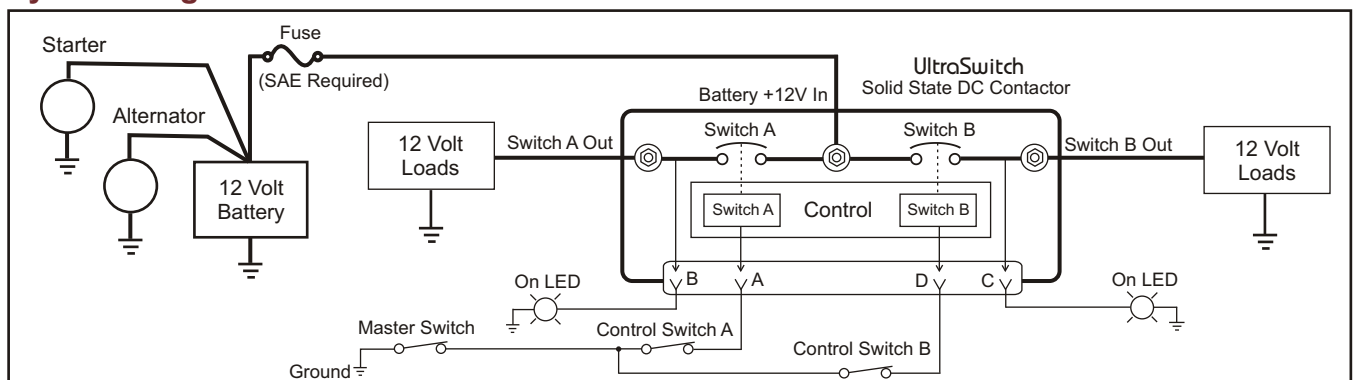 Starter
Fuse
(SAE Required)
Alternator
12 Volt
Battery
12 Volt
Loads
Switch A Out
Battery +12V In
UltraSwitch
Solid State DC Contactor
Switch A
Switch B
Switch B Out
12 Volt
Loads
Switch A
Control
Switch B
B
A
D
C
On LED
On LED
Master Switch
Control Switch A
Control Switch B
Ground